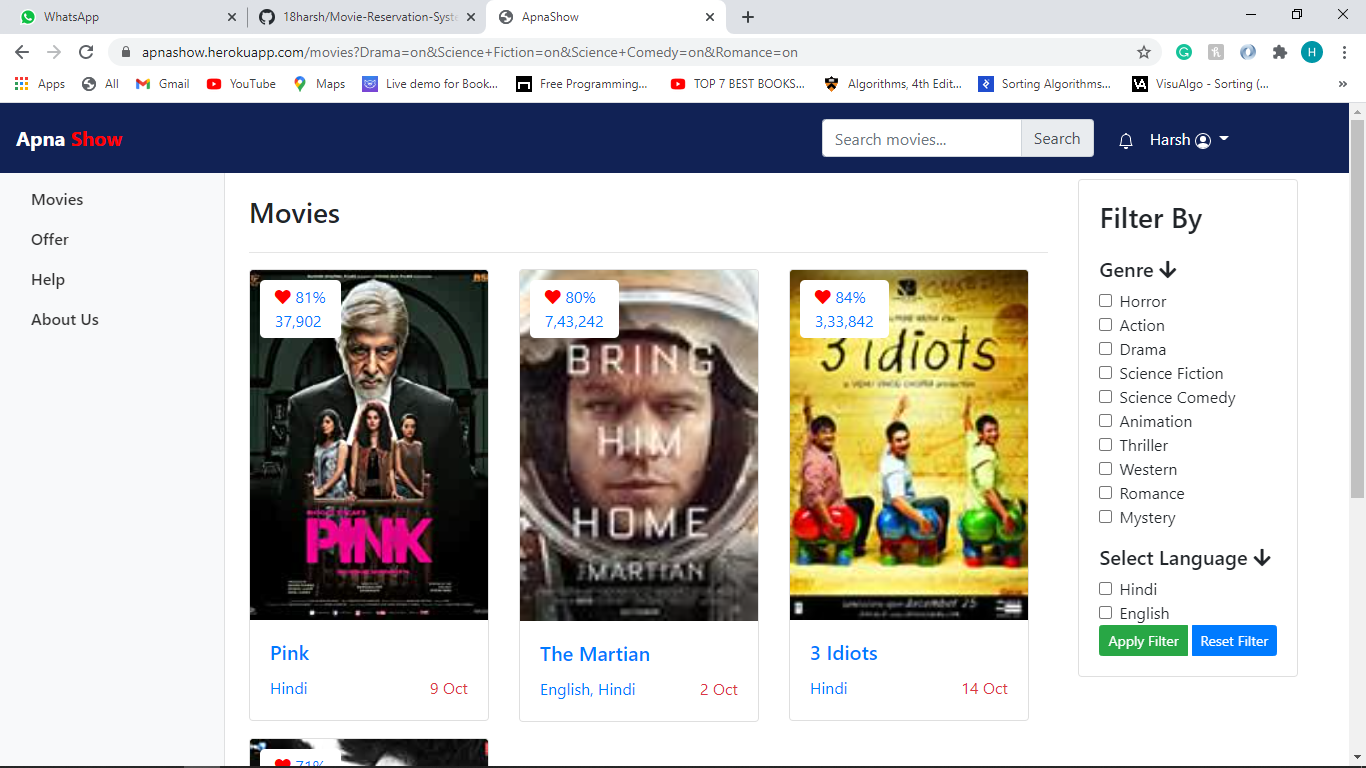 WhatsApp
18harsh/Movie-Reservation-Syste
ApnaShow
apnashow.herokuapp.com/movies?Drama=on&Science+Fiction=on&Science+Comedy=on&Romance=on
H
Apps
All
Gmail
YouTube
Maps
Live demo for Book...
Free Programming...
TOP 7 BEST BOOKS...
Algorithms, 4th Edit...
Sorting Algorithms...
VisuAlgo - Sorting (...
Apna Show
Search movies...
Search
Harsh
Movies
Offer
Help
About Us
Movies
81%
37,902
PINK
Pink
Hindi
9 Oct
80%
7,43,242
BRING
HIM
HOME
THE MARTIAN
The Martian
English, Hindi
2 Oct
84%
3,33,842
3 idiots
Hindi
3 Idiots
14 Oct
71%
Filter By
Genre
Horror
Action
Drama
Science Fiction
Science Comedy
Animation
Thriller
Western
Romance
Mystery
Select Language
Hindi
English
Apply Filter
Reset Filter